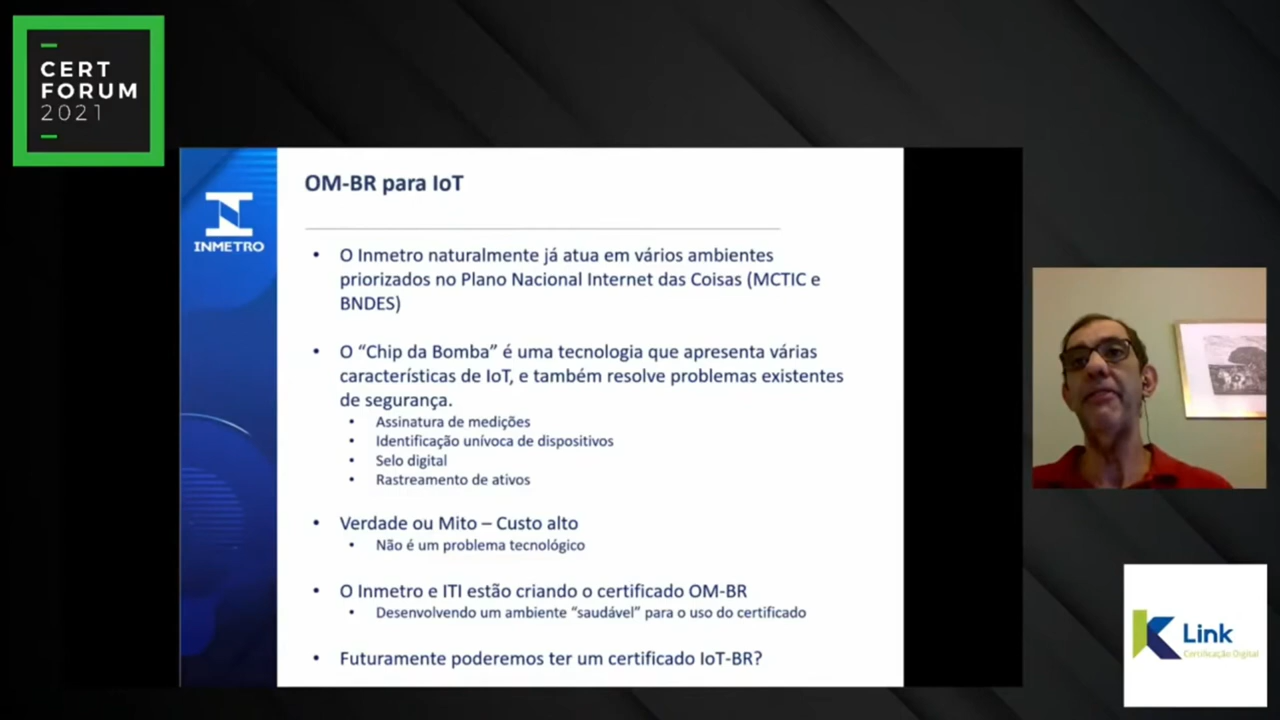 CERT
FORUM
2021
INMETRO
OM-BR para IoT
• O Inmetro naturalmente já atua em vários ambientes
priorizados no Plano Nacional Internet das Coisas (MCTIC e
BNDES)
• O “Chip da Bomba” é uma tecnologia que apresenta várias
características de IoT, e também resolve problemas existentes
de segurança.
• Assinatura de medições
• Identificação unívoca de dispositivos
• Selo digital
• Rastreamento de ativos
• Verdade ou Mito – Custo alto
• Não é um problema tecnológico
• O Inmetro e ITI estão criando o certificado OM-BR
• Desenvolvendo um ambiente “saudável” para o uso do certificado
• Futuramente poderemos ter um certificado IoT-BR?
Link
Certificação Digital